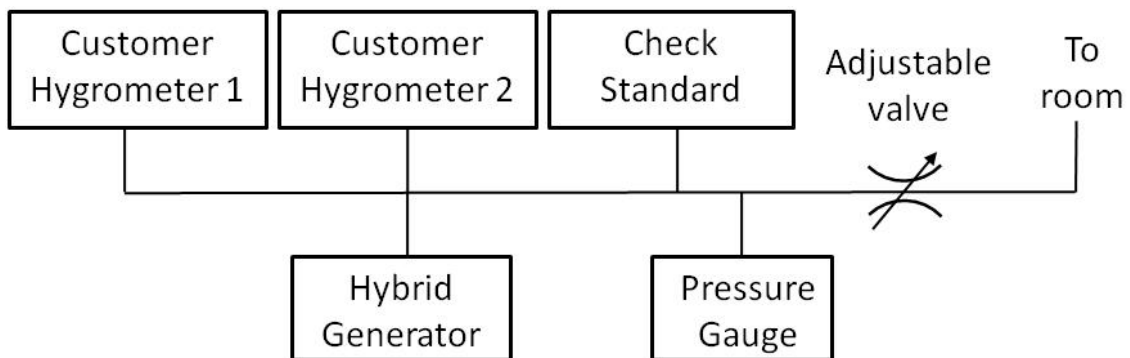 Customer
Hygrometer 1
Customer
Hygrometer 2
Check
Standard
Adjustable
valve
To
room
Hybrid
Generator
Pressure
Gauge